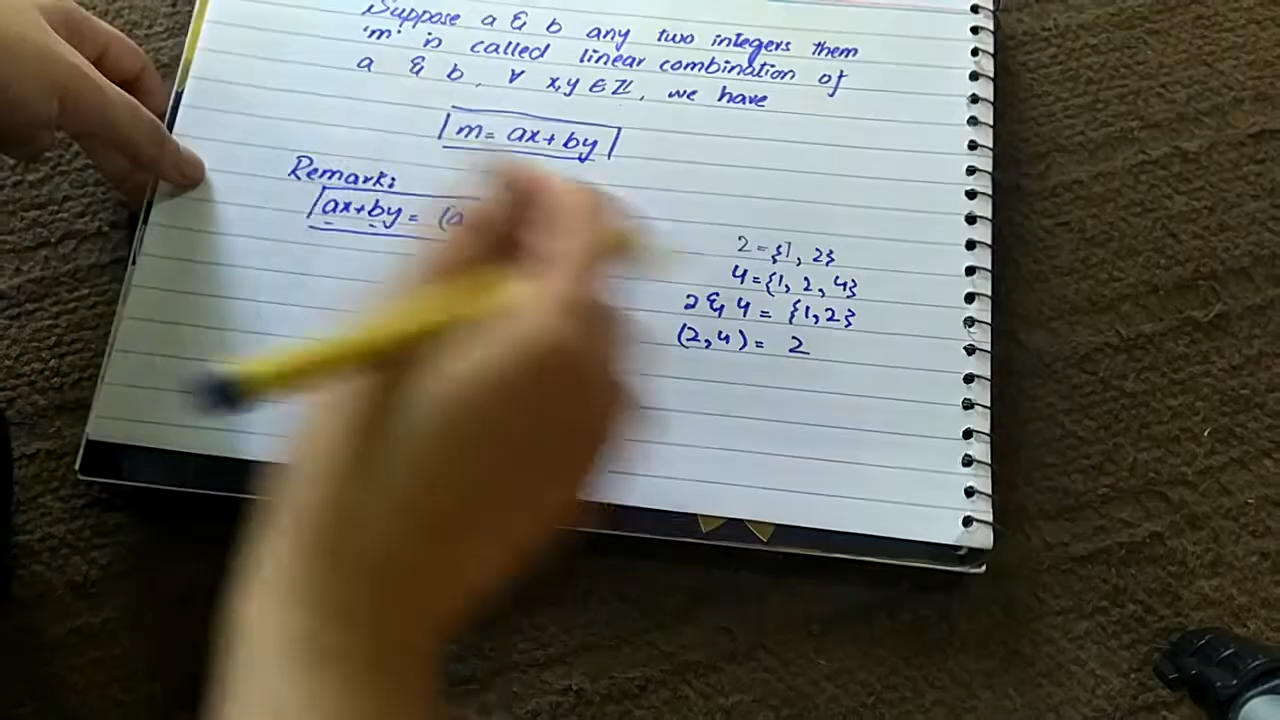 Suppose a & b any two integers them
'm' is called linear combination of
a & b, ∀ x,y ∈ ℤ, we have
m = ax+by
Remark:
ax+by = (a
2 = {1, 2}
4 = {1, 2, 4}
2 & 4 = {1,2}
(2,4) = 2